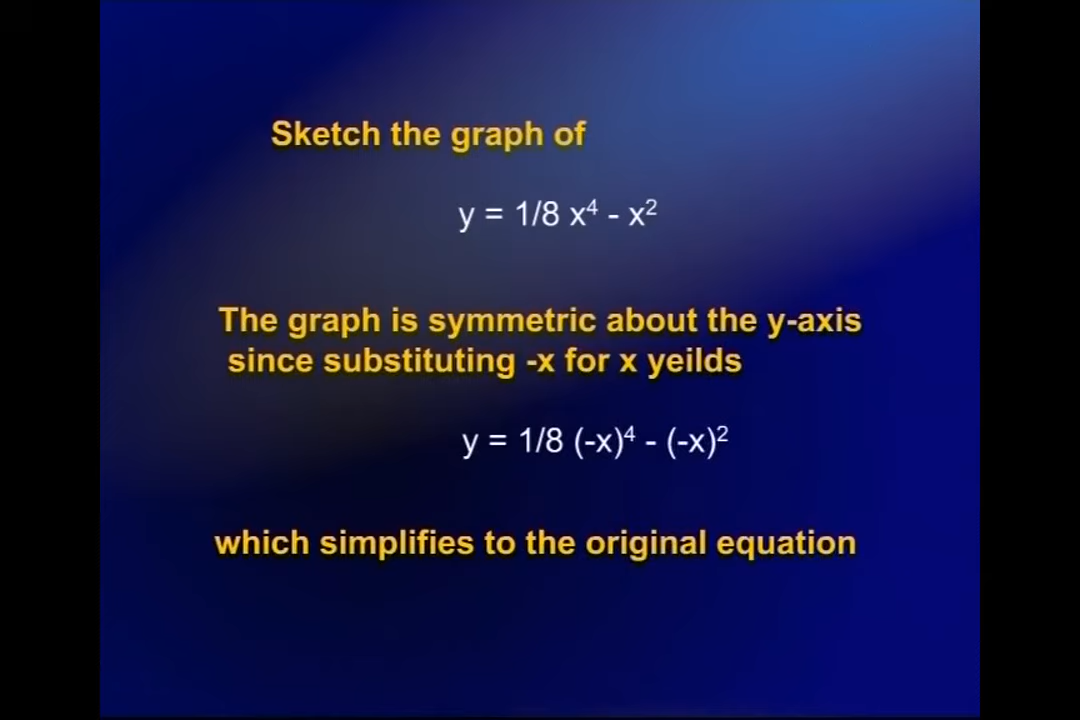 Sketch the graph of
y = 1/8 x⁴ - x²
The graph is symmetric about the y-axis
since substituting -x for x yeilds
y = 1/8 (-x)⁴ - (-x)²
which simplifies to the original equation